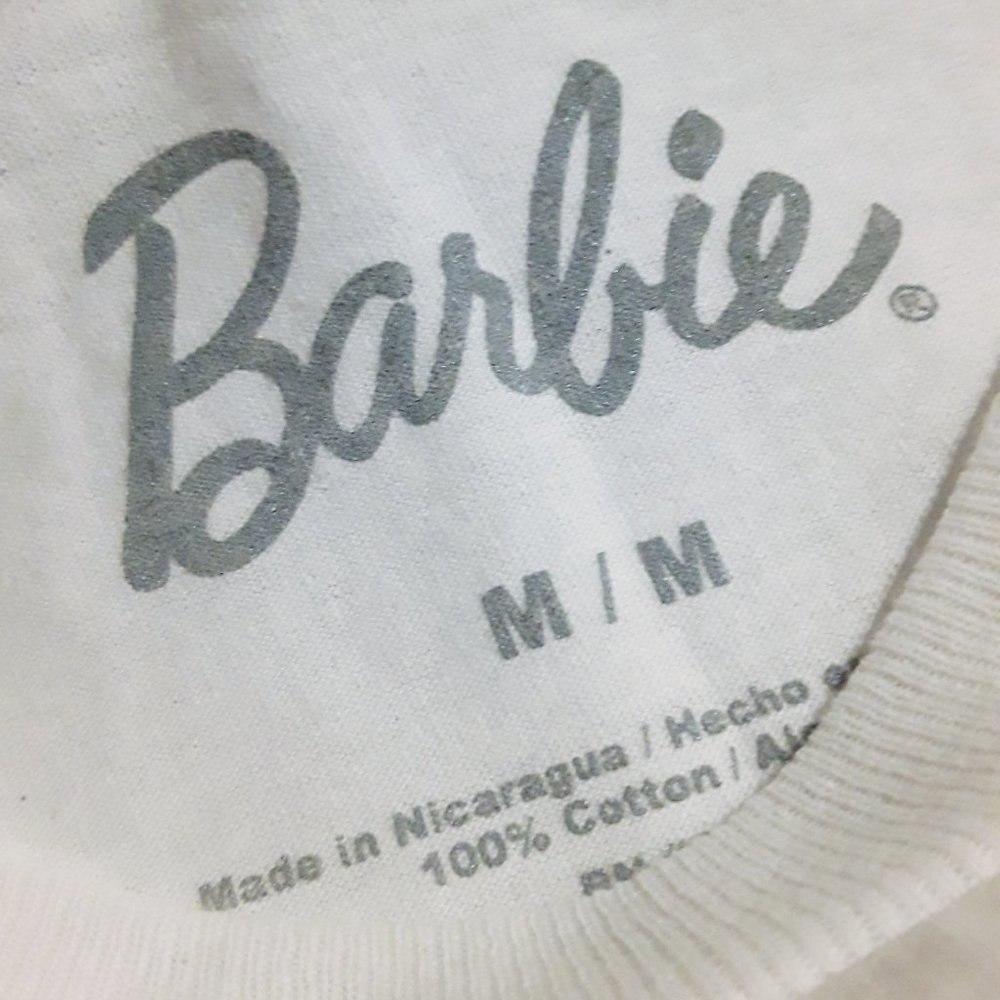 Barbie®
M / M
Made in Nicaragua / Hecho
100% Cotton /